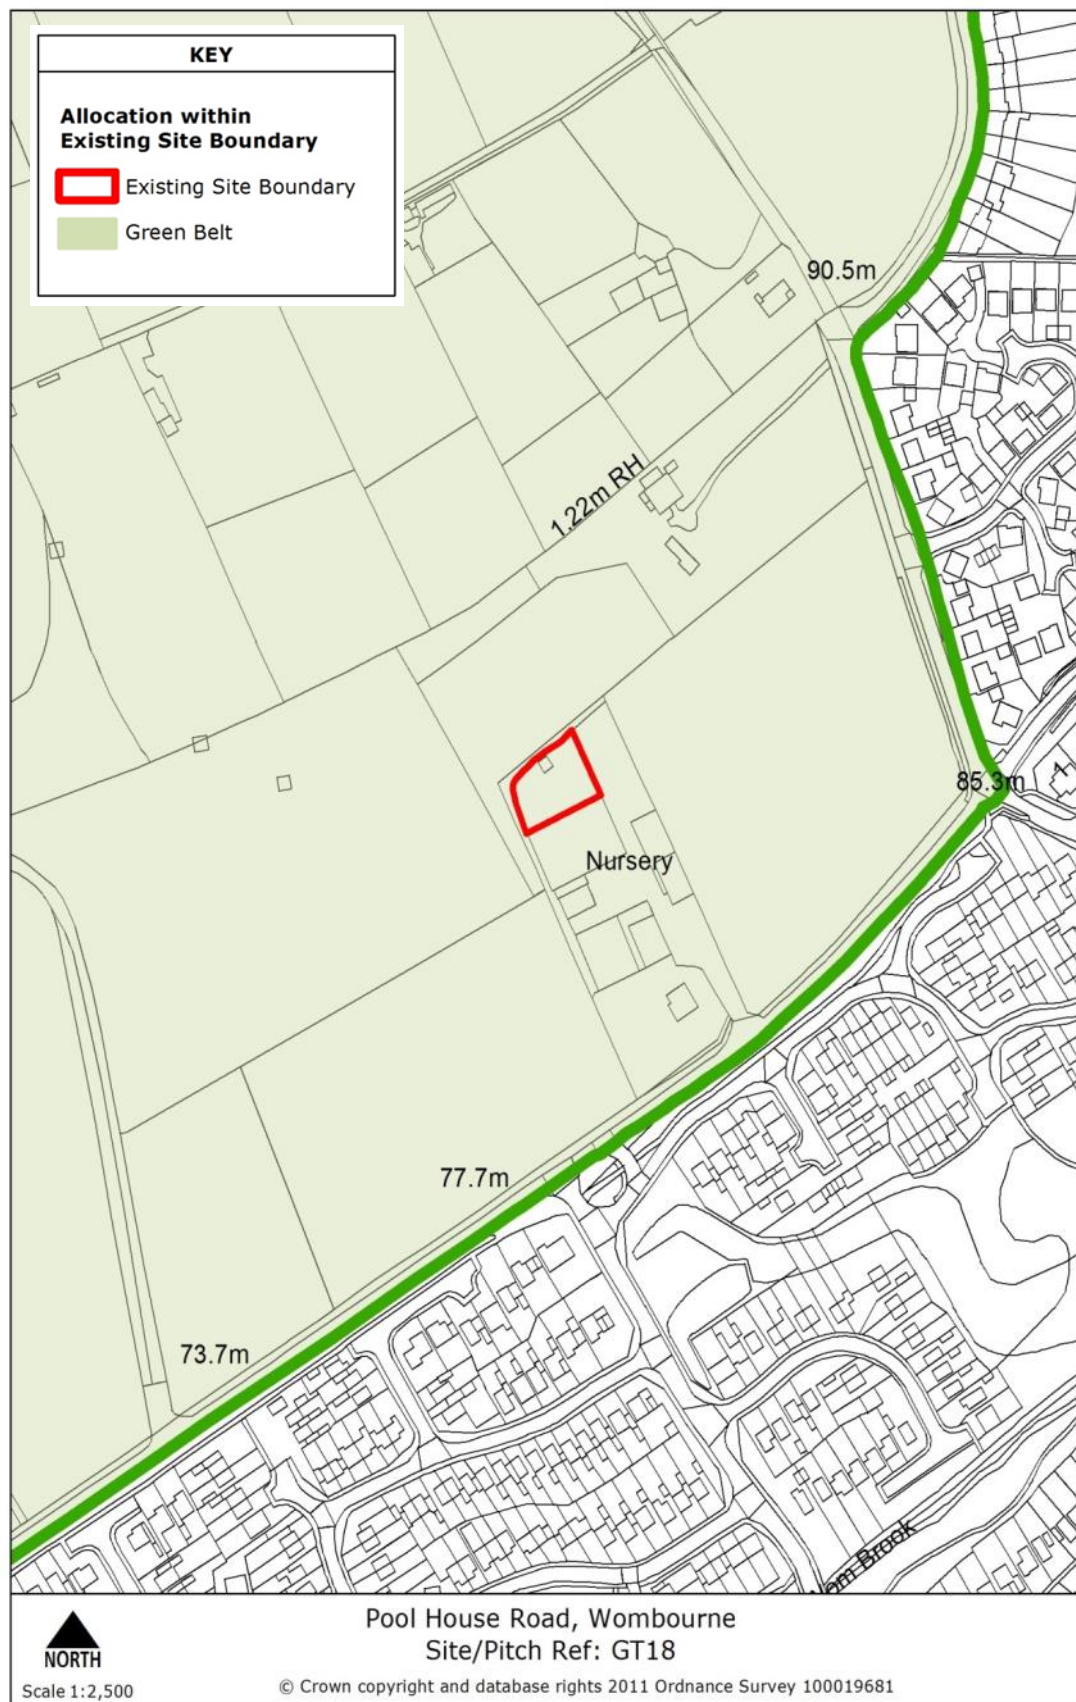 KEY
Allocation within
Existing Site Boundary
Existing Site Boundary
Green Belt
90.5m
1.22m RH
85.3m
1
Nursery
77.7m
73.7m
Brook
NORTH
Scale 1:2,500
Pool House Road, Wombourne
Site/Pitch Ref: GT18
© Crown copyright and database rights 2011 Ordnance Survey 100019681